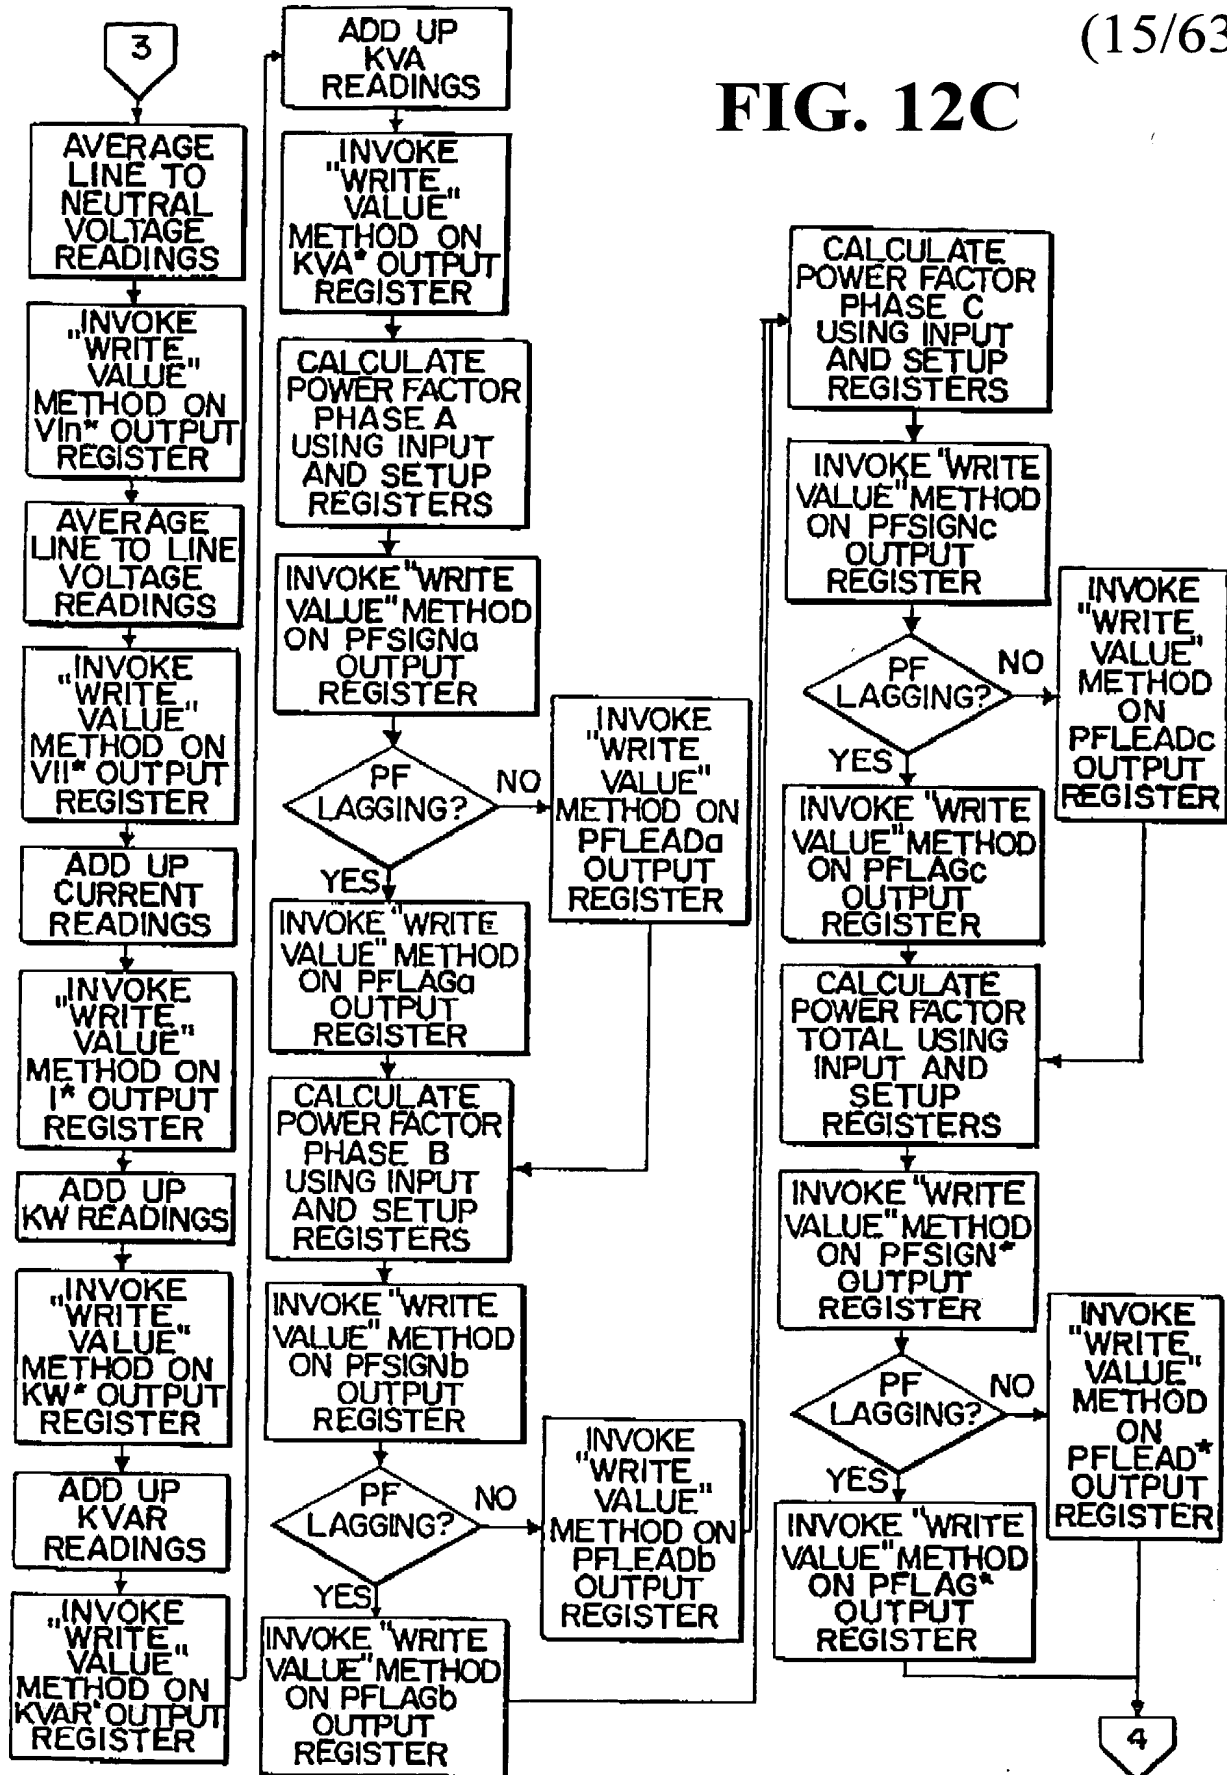 (15/63
FIG. 12C
3
AVERAGE
LINE TO
NEUTRAL
VOLTAGE
READINGS
"INVOKE
"WRITE
VALUE"
METHOD ON
Vln* OUTPUT
REGISTER
AVERAGE
LINE TO LINE
VOLTAGE
READINGS
"INVOKE
"WRITE
VALUE"
METHOD ON
Vll* OUTPUT
REGISTER
ADD UP
CURRENT
READINGS
"INVOKE
"WRITE
VALUE"
METHOD ON
I* OUTPUT
REGISTER
ADD UP
KW READINGS
"INVOKE
"WRITE
VALUE"
METHOD ON
KW* OUTPUT
REGISTER
ADD UP
KVAR
READINGS
"INVOKE
"WRITE
VALUE"
METHOD ON
KVAR* OUTPUT
REGISTER
ADD UP
KVA
READINGS
INVOKE
"WRITE
VALUE"
METHOD ON
KVA* OUTPUT
REGISTER
CALCULATE
POWER FACTOR
PHASE A
USING INPUT
AND SETUP
REGISTERS
INVOKE "WRITE
VALUE" METHOD
ON PFSIGNa
OUTPUT
REGISTER
PF
LAGGING?
NO
YES
INVOKE
"WRITE
VALUE"
METHOD ON
PFLEADa
OUTPUT
REGISTER
INVOKE "WRITE
VALUE" METHOD
ON PFLAGa
OUTPUT
REGISTER
CALCULATE
POWER FACTOR
PHASE B
USING INPUT
AND SETUP
REGISTERS
INVOKE "WRITE
VALUE" METHOD
ON PFSIGNb
OUTPUT
REGISTER
PF
LAGGING?
NO
YES
INVOKE
"WRITE
VALUE"
METHOD ON
PFLEADb
OUTPUT
REGISTER
INVOKE "WRITE
VALUE" METHOD
ON PFLAGb
OUTPUT
REGISTER
CALCULATE
POWER FACTOR
PHASE C
USING INPUT
AND SETUP
REGISTERS
INVOKE "WRITE
VALUE" METHOD
ON PFSIGNc
OUTPUT
REGISTER
PF
LAGGING?
NO
YES
INVOKE
"WRITE
VALUE"
METHOD
ON
PFLEADc
OUTPUT
REGISTER
INVOKE "WRITE
VALUE" METHOD
ON PFLAGc
OUTPUT
REGISTER
CALCULATE
POWER FACTOR
TOTAL USING
INPUT AND
SETUP
REGISTERS
INVOKE "WRITE
VALUE" METHOD
ON PFSIGN*
OUTPUT
REGISTER
PF
LAGGING?
NO
YES
INVOKE
"WRITE
VALUE"
METHOD
ON
PFLEAD*
OUTPUT
REGISTER
INVOKE "WRITE
VALUE" METHOD
ON PFLAG*
OUTPUT
REGISTER
4